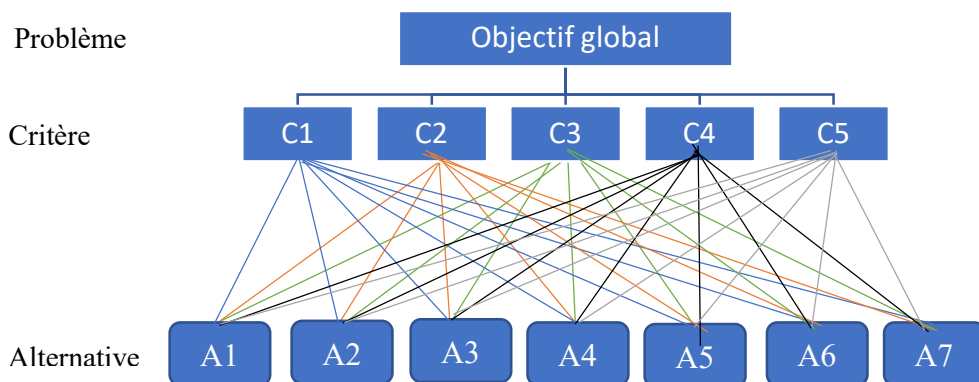 Problème
Objectif global
Critère
C1 C2 C3 C4 C5
Alternative
A1 A2 A3 A4 A5 A6 A7